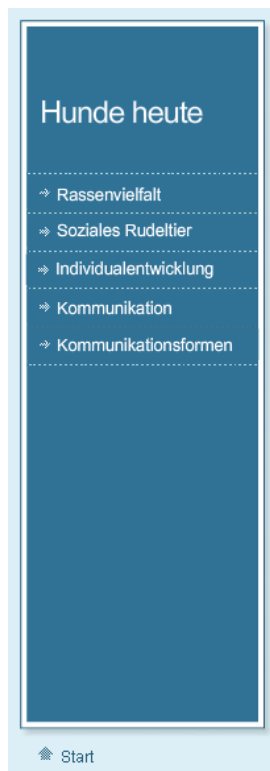 Hunde heute
Rassenvielfalt
Soziales Rudeltier
Individualentwicklung
Kommunikation
Kommunikationsformen
Start